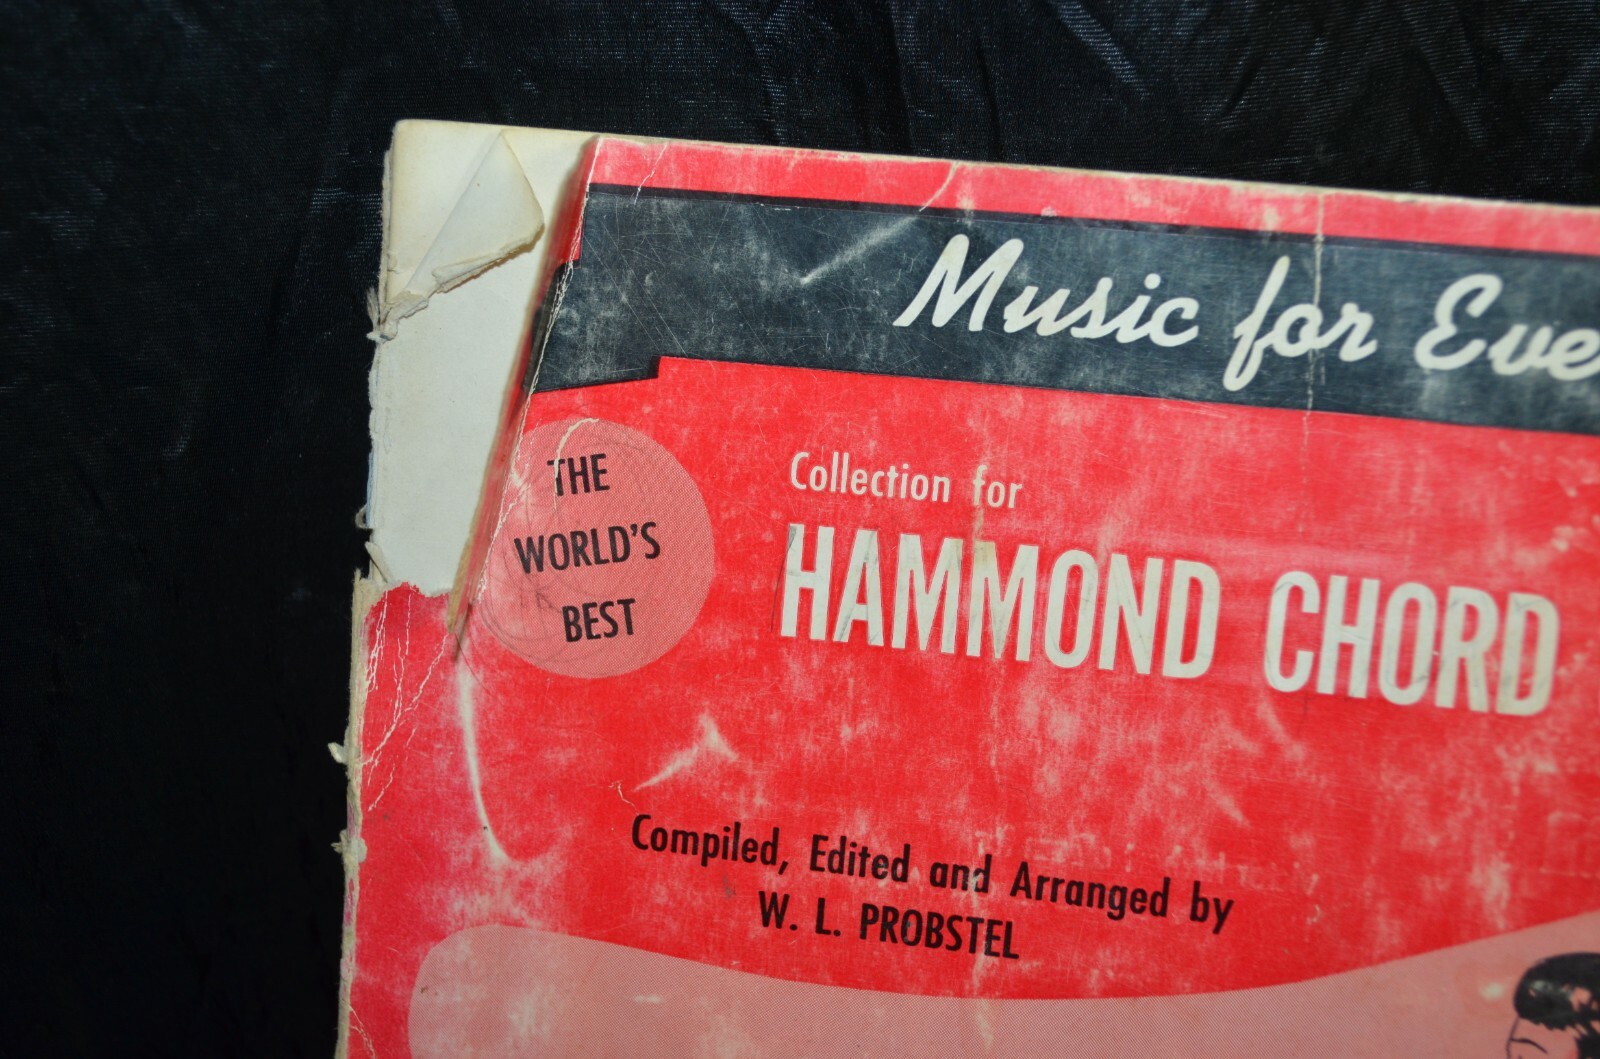 Music for Eve
THE
WORLD'S
BEST
Collection for
HAMMOND CHORD
Compiled, Edited and Arranged by
W. L. PROBSTEL